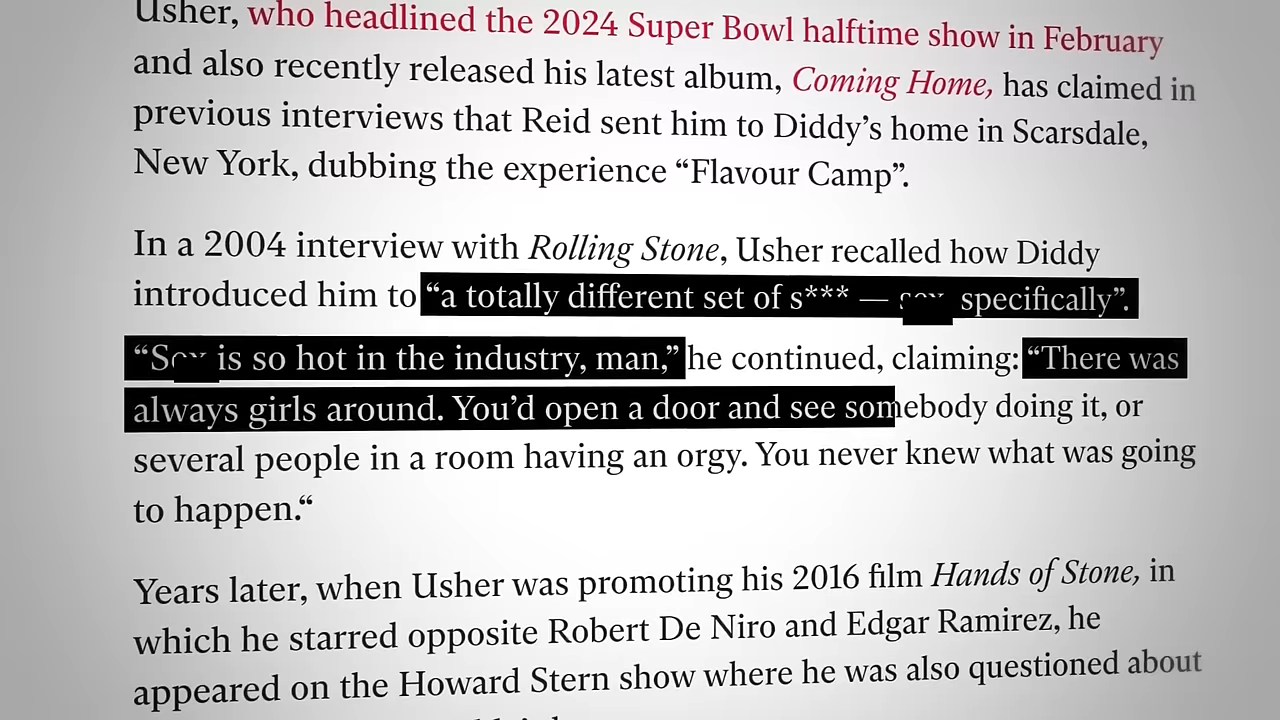 Usher, who headlined the 2024 Super Bowl halftime show in February
and also recently released his latest album, Coming Home, has claimed in
previous interviews that Reid sent him to Diddy’s home in Scarsdale,
New York, dubbing the experience “Flavour Camp”.
In a 2004 interview with Rolling Stone, Usher recalled how Diddy
introduced him to “a totally different set of s*** — specifically”.
is so hot in the industry, man,” he continued, claiming: “There was
always girls around. You’d open a door and see somebody doing it, or
several people in a room having an orgy. You never knew what was going
to happen.“
Years later, when Usher was promoting his 2016 film Hands of Stone, in
which he starred opposite Robert De Niro and Edgar Ramirez, he
appeared on the Howard Stern show where he was also questioned about